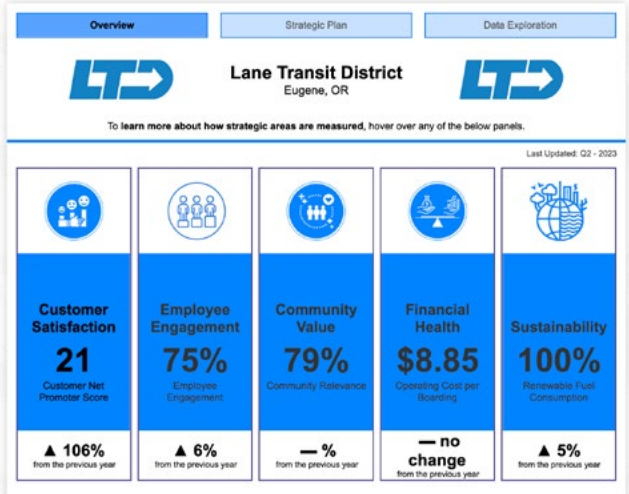 Overview
Strategic Plan
Data Exploration
LTD
Lane Transit District
LTD
Eugene, OR
To learn more about how strategic areas are measured, hover over any of the below panels.
Last Updated: Q2 - 2023
Customer
Satisfaction
21
Customer Net
Promoter Score
▲ 106%
from the previous year
Employee
Engagement
75%
Employee
Engagement
▲ 6%
from the previous year
Community
Value
79%
Community Relevance
— %
from the previous year
Financial
Health
$8.85
Operating Cost per
Boarding
— no
change
from the previous year
Sustainability
100%
Renewable Fuel
Consumption
▲ 5%
from the previous year